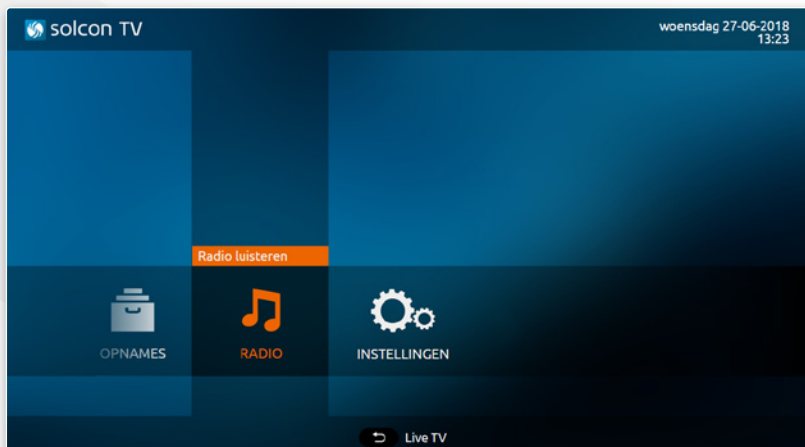 solcon TV
woensdag 27-06-2018
13:23
Radio luisteren
OPNAMES
RADIO
INSTELLINGEN
Live TV